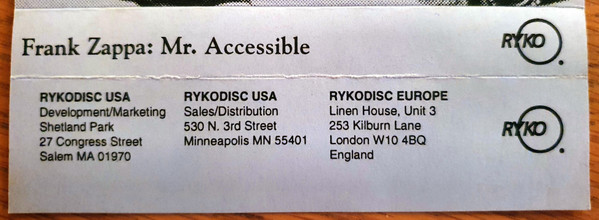 Frank Zappa: Mr. Accessible
RYKO
RYKODISC USA
Development/Marketing
Shetland Park
27 Congress Street
Salem MA 01970
RYKODISC USA
Sales/Distribution
530 N. 3rd Street
Minneapolis MN 55401
RYKODISC EUROPE
Linen House, Unit 3
253 Kilburn Lane
London W10 4BQ
England
RYKO